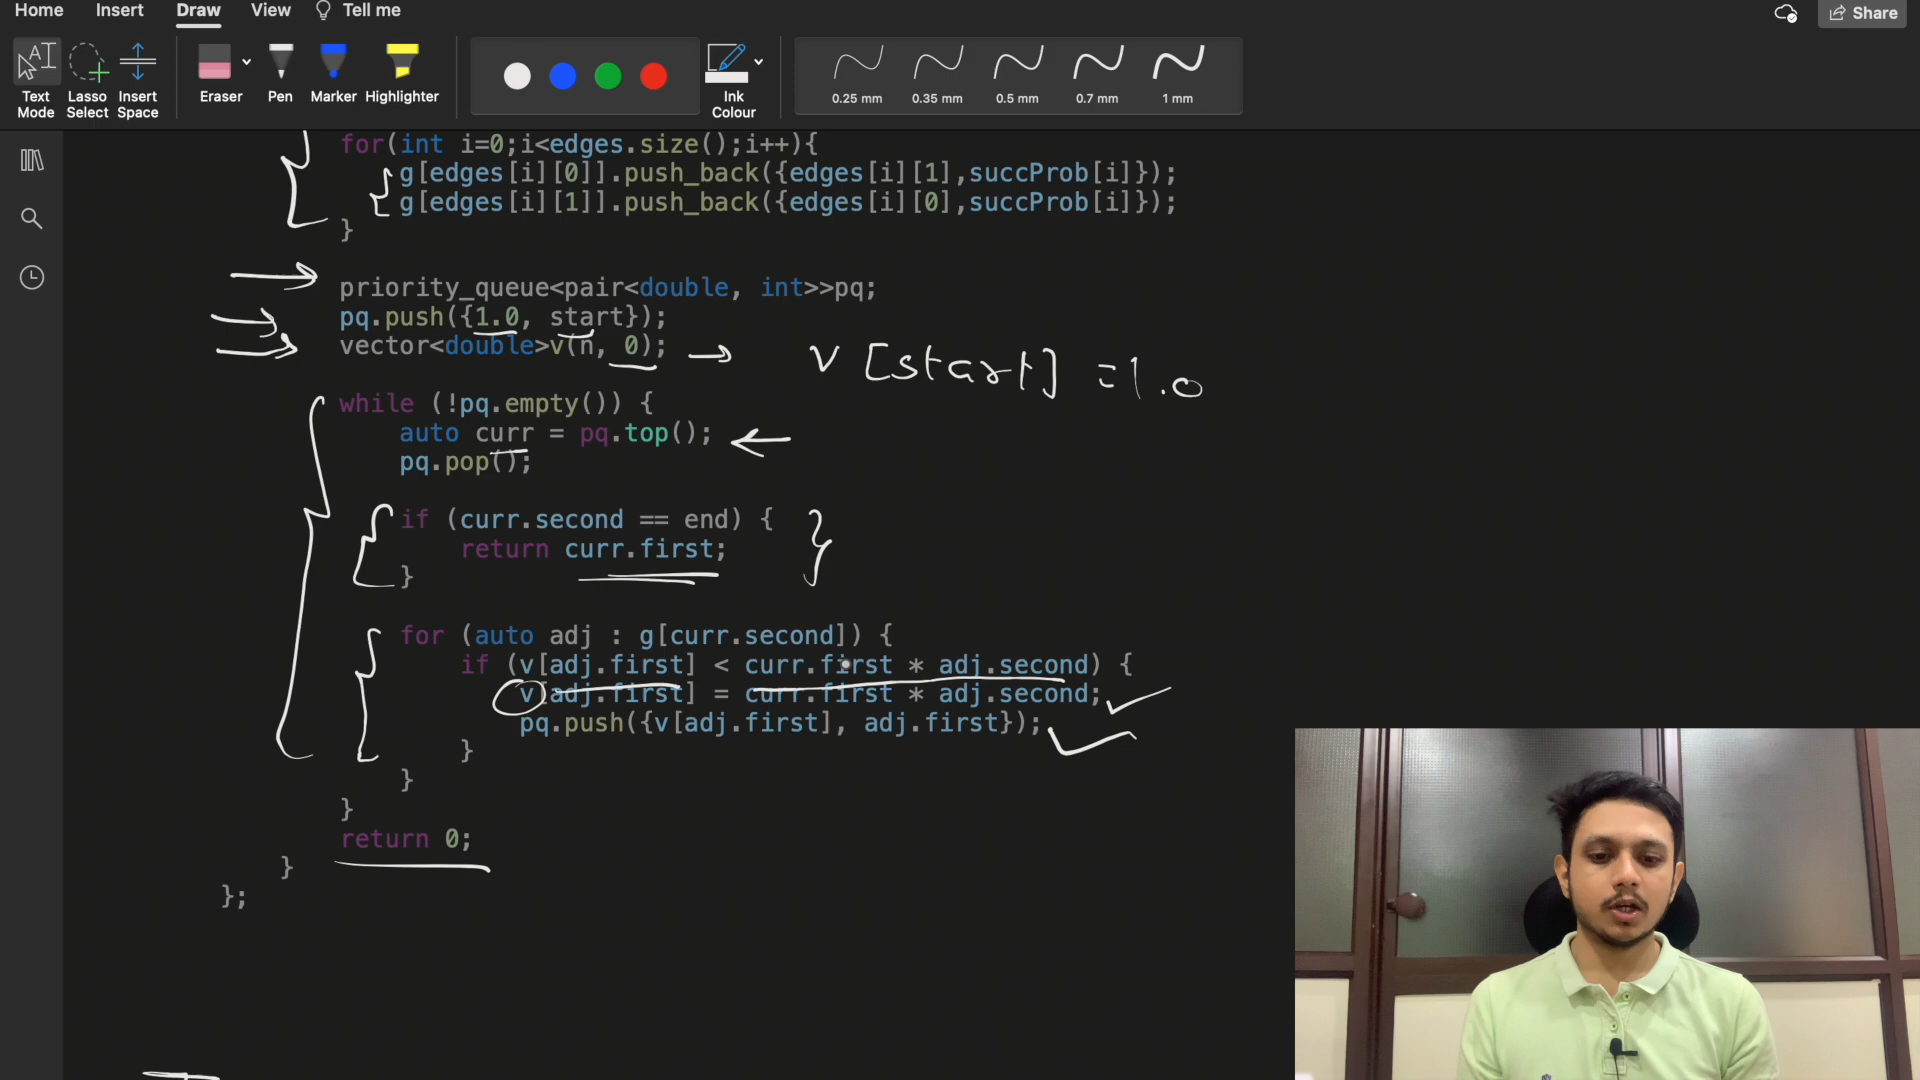 Home Insert Draw View Tell me Share
Text Mode
Lasso Select
Insert Space
Eraser
Pen
Marker
Highlighter
Ink Colour
0.25 mm
0.35 mm
0.5 mm
0.7 mm
1 mm
for(int i=0;i<edges.size();i++){
g[edges[i][0]].push_back({edges[i][1],succProb[i]});
g[edges[i][1]].push_back({edges[i][0],succProb[i]});
}
priority_queue<pair<double, int>>pq;
pq.push({1.0, start});
vector<double>v(n, 0);
v [start] = 1.0
while (!pq.empty()) {
auto curr = pq.top();
pq.pop();
if (curr.second == end) {
return curr.first;
}
for (auto adj : g[curr.second]) {
if (v[adj.first] < curr.first * adj.second) {
v[adj.first] = curr.first * adj.second;
pq.push({v[adj.first], adj.first});
}
}
}
return 0;
}
};